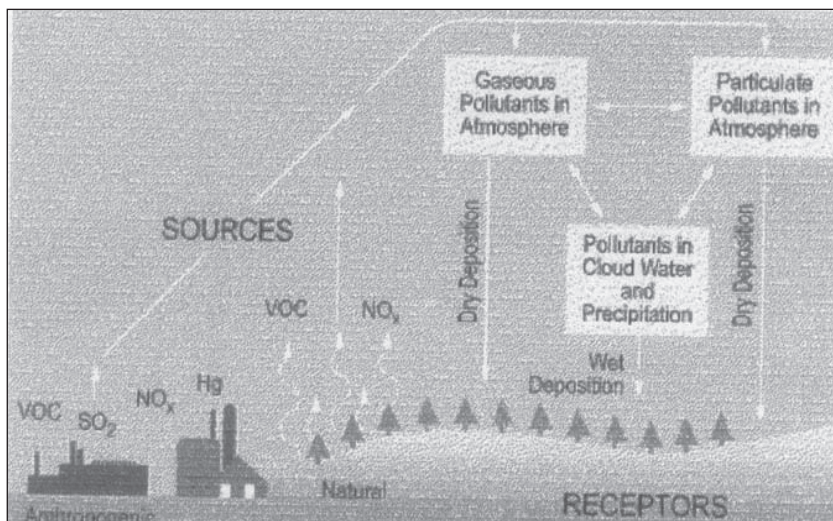 Gaseous
Pollutants in
Atmosphere
Particulate
Pollutants in
Atmosphere
SOURCES
Dry Deposition
Pollutants in
Cloud Water
and
Precipitation
Dry Deposition
VOC
NOx
Wet
Deposition
VOC
SO2
NOx
Hg
Natural
RECEPTORS
Anthropogenic